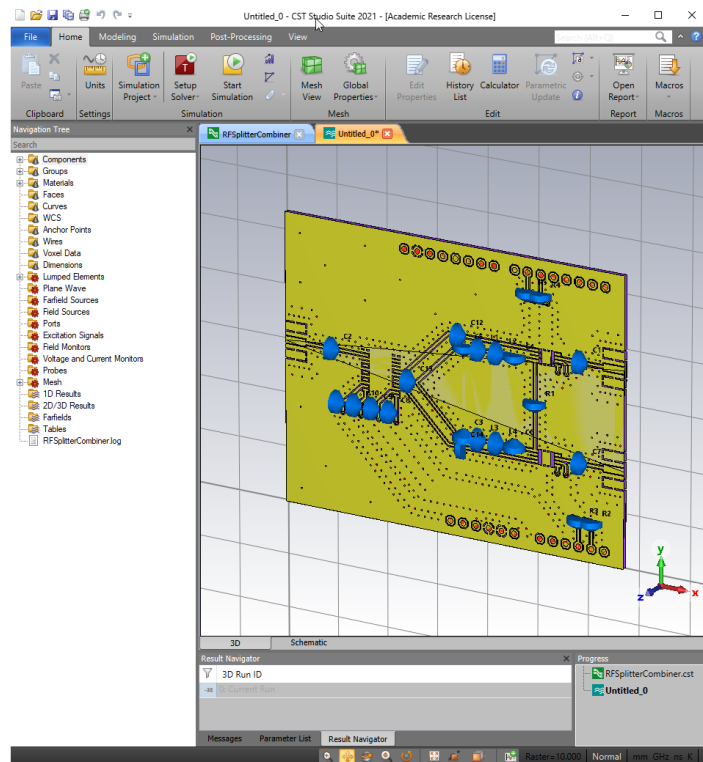 Untitled_0 - CST Studio Suite 2021 - [Academic Research License]
File Home Modeling Simulation Post-Processing View Search (Alt+Q)
Paste Units Simulation Project Setup Solver Start Simulation Mesh View Global Properties Edit Properties History List Calculator Parametric Update Open Report Macros
Clipboard Settings Simulation Mesh Edit Report Macros
Navigation Tree
Search
Components
Groups
Materials
Faces
Curves
WCS
Anchor Points
Wires
Voxel Data
Dimensions
Lumped Elements
Plane Wave
Farfield Sources
Field Sources
Ports
Excitation Signals
Field Monitors
Voltage and Current Monitors
Probes
Mesh
1D Results
2D/3D Results
Farfields
Tables
RFSplitterCombiner.log
RFSplitterCombiner Untitled_0*
C12
C2
C1
R1
C3
L3 L4
C7
R3 R2
y
z x
3D Schematic
Result Navigator
3D Run ID
0: Current Run
Messages Parameter List Result Navigator
Progress
RFSplitterCombiner.cst
Untitled_0
Raster=10.000 Normal mm GHz ns K